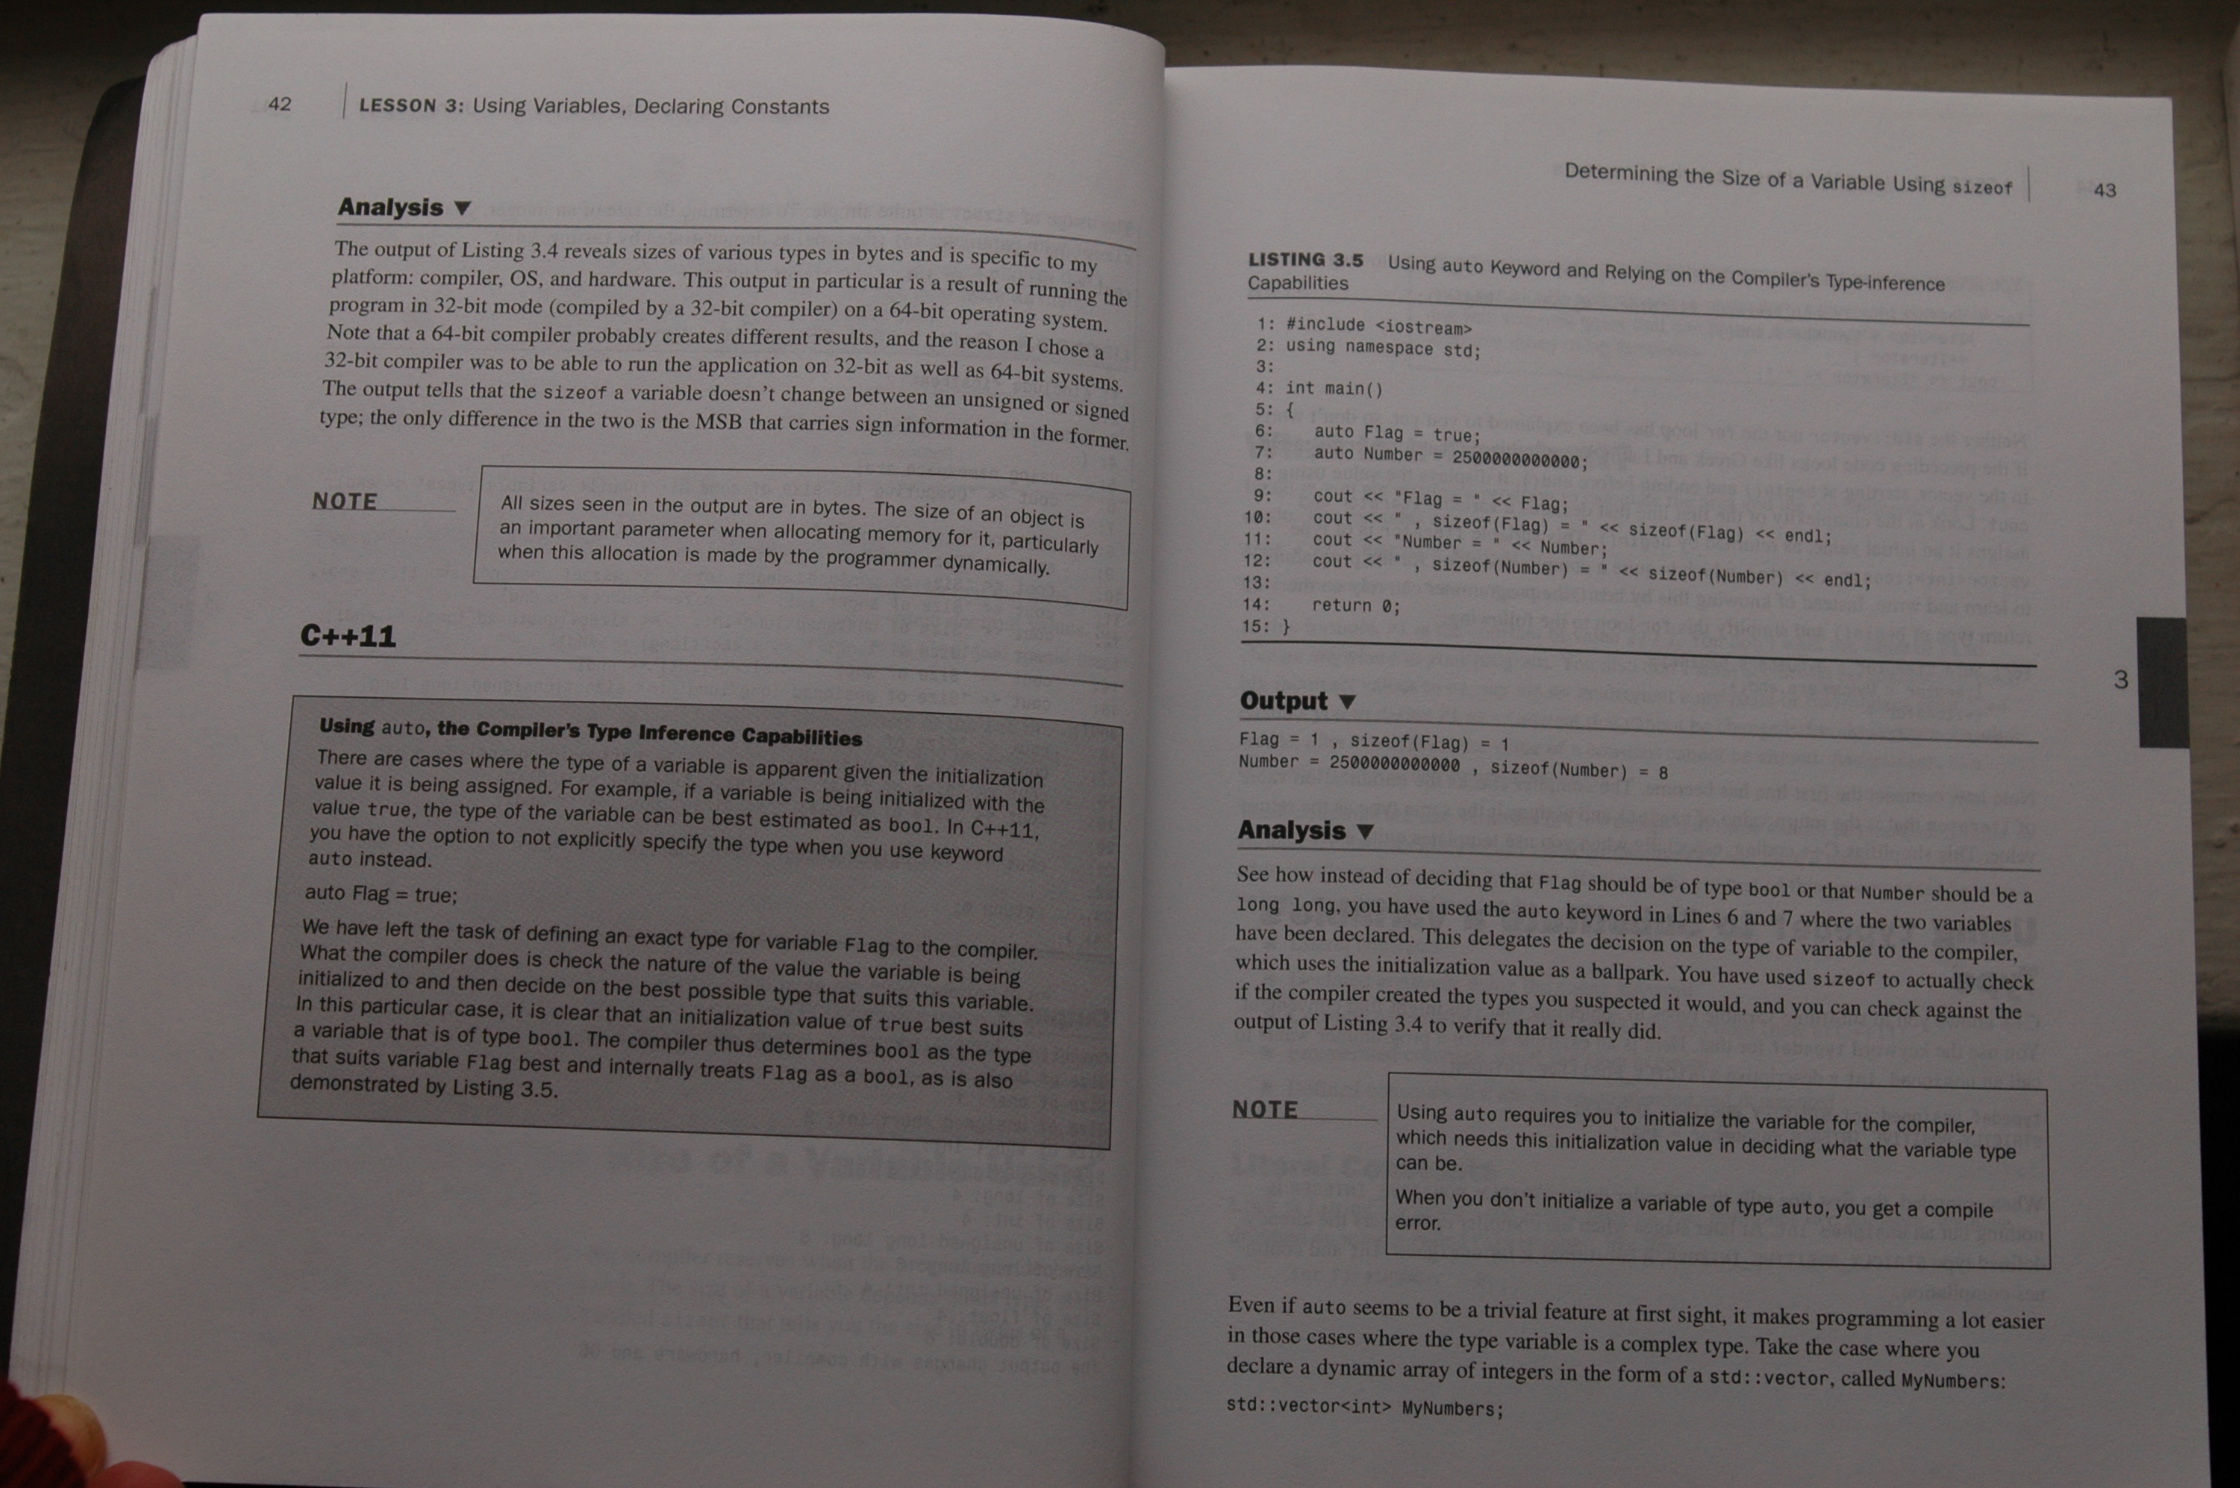 42
LESSON 3: Using Variables, Declaring Constants
Analysis ▼
The output of Listing 3.4 reveals sizes of various types in bytes and is specific to my
platform: compiler, OS, and hardware. This output in particular is a result of running the
program in 32-bit mode (compiled by a 32-bit compiler) on a 64-bit operating system.
Note that a 64-bit compiler probably creates different results, and the reason I chose a
32-bit compiler was to be able to run the application on 32-bit as well as 64-bit systems.
The output tells that the sizeof a variable doesn't change between an unsigned or signed
type; the only difference in the two is the MSB that carries sign information in the former.
NOTE
All sizes seen in the output are in bytes. The size of an object is
an important parameter when allocating memory for it, particularly
when this allocation is made by the programmer dynamically.
C++11
Using auto, the Compiler's Type Inference Capabilities
There are cases where the type of a variable is apparent given the initialization
value it is being assigned. For example, if a variable is being initialized with the
value true, the type of the variable can be best estimated as bool. In C++11,
you have the option to not explicitly specify the type when you use keyword
auto instead.
auto Flag = true;
We have left the task of defining an exact type for variable Flag to the compiler.
What the compiler does is check the nature of the value the variable is being
initialized to and then decide on the best possible type that suits this variable.
In this particular case, it is clear that an initialization value of true best suits
a variable that is of type bool. The compiler thus determines bool as the type
that suits variable Flag best and internally treats Flag as a bool, as is also
demonstrated by Listing 3.5.
Determining the Size of a Variable Using sizeof
43
LISTING 3.5 Using auto Keyword and Relying on the Compiler's Type-inference
Capabilities
1: #include <iostream>
2: using namespace std;
3:
4: int main()
5: {
6: auto Flag = true;
7: auto Number = 2500000000000;
8:
9: cout << "Flag = " << Flag;
10: cout << " , sizeof(Flag) = " << sizeof(Flag) << endl;
11: cout << "Number = " << Number;
12: cout << " , sizeof(Number) = " << sizeof(Number) << endl;
13:
14: return 0;
15: }
3
Output ▼
Flag = 1 , sizeof(Flag) = 1
Number = 2500000000000 , sizeof(Number) = 8
Analysis ▼
See how instead of deciding that Flag should be of type bool or that Number should be a
long long, you have used the auto keyword in Lines 6 and 7 where the two variables
have been declared. This delegates the decision on the type of variable to the compiler,
which uses the initialization value as a ballpark. You have used sizeof to actually check
if the compiler created the types you suspected it would, and you can check against the
output of Listing 3.4 to verify that it really did.
NOTE
Using auto requires you to initialize the variable for the compiler,
which needs this initialization value in deciding what the variable type
can be.
When you don't initialize a variable of type auto, you get a compile
error.
Even if auto seems to be a trivial feature at first sight, it makes programming a lot easier
in those cases where the type variable is a complex type. Take the case where you
declare a dynamic array of integers in the form of a std::vector, called MyNumbers:
std::vector<int> MyNumbers;